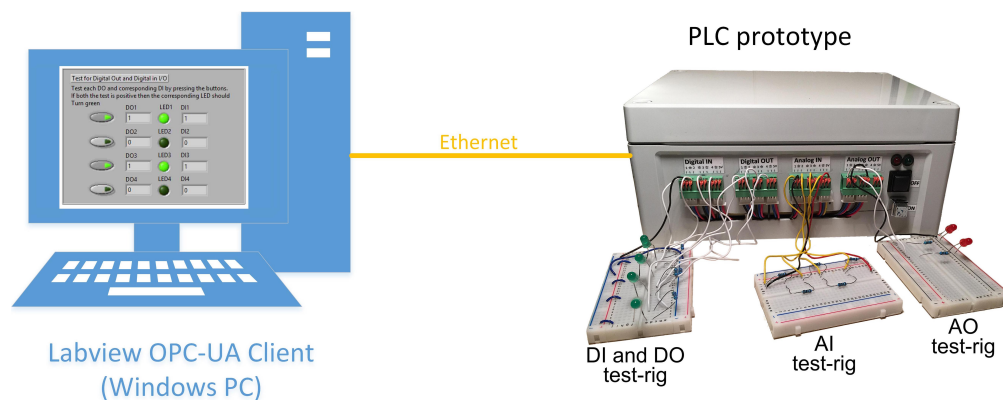 PLC prototype
Test for Digital Out and Digital in I/O
Test each DO and corresponding DI by pressing the buttons.
If both the test is positive then the corresponding LED should
Turn green
DO1 LED1 DI1
1 1
DO2 LED2 DI2
0 0
DO3 LED3 DI3
1 1
DO4 LED4 DI4
0 0
Ethernet
Digital IN Digital OUT Analog IN Analog OUT
OFF
ON
Labview OPC-UA Client
(Windows PC)
DI and DO
test-rig
AI
test-rig
AO
test-rig